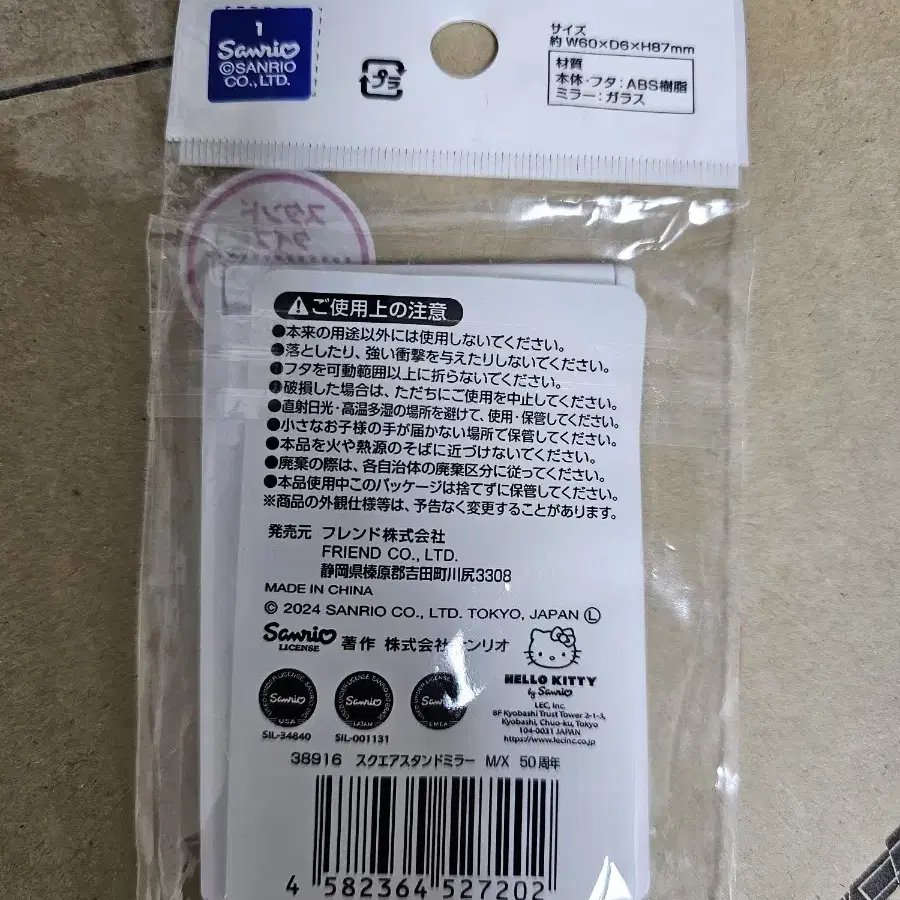 1
Sanrio
©SANRIO
CO., LTD.
プラ
サイズ
約 W60×D6×H87mm
材質
本体・フタ：ABS樹脂
ミラー：ガラス
スタンド
タイプ
ご使用上の注意
●本来の用途以外には使用しないでください。
●落としたり、強い衝撃を与えたりしないでください。
●フタを可動範囲以上に折らないでください。
●破損した場合は、ただちにご使用を中止してください。
●直射日光・高温多湿の場所を避けて、使用・保管してください。
●小さなお子様の手が届かない場所で保管してください。
●本品を火や熱源のそばに近づけないでください。
●廃棄の際は、各自治体の廃棄区分に従ってください。
●本品使用中このパッケージは捨てずに保管してください。
※商品の外観仕様等は、予告なく変更することがあります。
発売元 フレンド株式会社
FRIEND CO., LTD.
静岡県榛原郡吉田町川尻3308
MADE IN CHINA
© 2024 SANRIO CO., LTD. TOKYO, JAPAN Ⓛ
Sanrio
LICENSE
著作 株式会社サンリオ
HELLO KITTY
by Sanrio
LEC, Inc.
8F Kyobashi Trust Tower 2-1-3,
Kyobashi, Chuo-ku, Tokyo
104-0031 JAPAN
https://www.lecinc.co.jp
Sanrio
USA
SIL-34840
Sanrio
LATAM
SIL-001131
EMEA
38916 スクエアスタンドミラー M/X 50周年
4 582364 527202